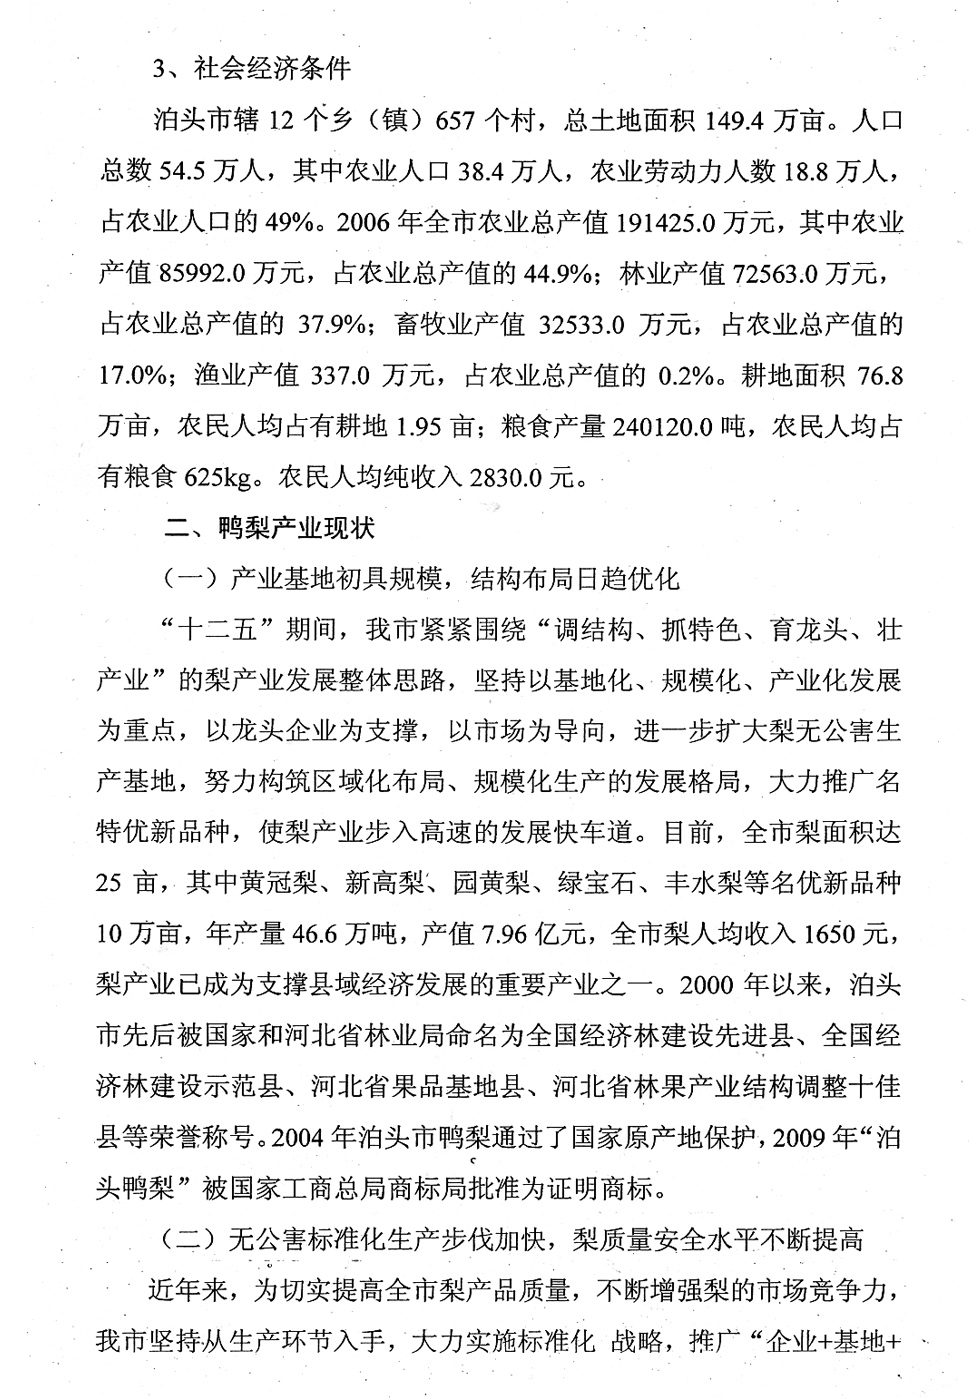 3、社会经济条件
泊头市辖 12 个乡（镇）657 个村，总土地面积 149.4 万亩。人口
总数 54.5 万人，其中农业人口 38.4 万人，农业劳动力人数 18.8 万人，
占农业人口的 49%。2006 年全市农业总产值 191425.0 万元，其中农业
产值 85992.0 万元，占农业总产值的 44.9%；林业产值 72563.0 万元，
占农业总产值的 37.9%；畜牧业产值 32533.0 万元，占农业总产值的
17.0%；渔业产值 337.0 万元，占农业总产值的 0.2%。耕地面积 76.8
万亩，农民人均占有耕地 1.95 亩；粮食产量 240120.0 吨，农民人均占
有粮食 625kg。农民人均纯收入 2830.0 元。
二、鸭梨产业现状
（一）产业基地初具规模，结构布局日趋优化
“十二五”期间，我市紧紧围绕“调结构、抓特色、育龙头、壮
产业”的梨产业发展整体思路，坚持以基地化、规模化、产业化发展
为重点，以龙头企业为支撑，以市场为导向，进一步扩大梨无公害生
产基地，努力构筑区域化布局、规模化生产的发展格局，大力推广名
特优新品种，使梨产业步入高速的发展快车道。目前，全市梨面积达
25 亩，其中黄冠梨、新高梨、园黄梨、绿宝石、丰水梨等名优新品种
10 万亩，年产量 46.6 万吨，产值 7.96 亿元，全市梨人均收入 1650 元，
梨产业已成为支撑县域经济发展的重要产业之一。2000 年以来，泊头
市先后被国家和河北省林业局命名为全国经济林建设先进县、全国经
济林建设示范县、河北省果品基地县、河北省林果产业结构调整十佳
县等荣誉称号。2004 年泊头市鸭梨通过了国家原产地保护，2009 年“泊
头鸭梨”被国家工商总局商标局批准为证明商标。
（二）无公害标准化生产步伐加快，梨质量安全水平不断提高
近年来，为切实提高全市梨产品质量，不断增强梨的市场竞争力，
我市坚持从生产环节入手，大力实施标准化 战略，推广“企业+基地+